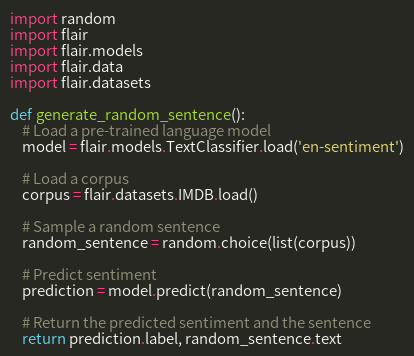 import random
import flair
import flair.models
import flair.data
import flair.datasets
def generate_random_sentence():
# Load a pre-trained language model
model = flair.models.TextClassifier.load('en-sentiment')
# Load a corpus
corpus = flair.datasets.IMDB.load()
# Sample a random sentence
random_sentence = random.choice(list(corpus))
# Predict sentiment
prediction = model.predict(random_sentence)
# Return the predicted sentiment and the sentence
return prediction.label, random_sentence.text